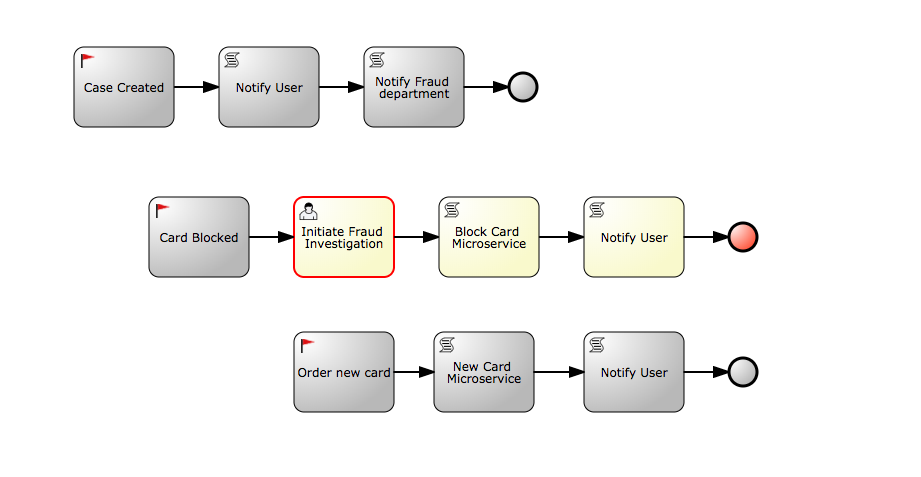 Case Created
Notify User
Notify Fraud
department
Card Blocked
Initiate Fraud
Investigation
Block Card
Microservice
Notify User
Order new card
New Card
Microservice
Notify User